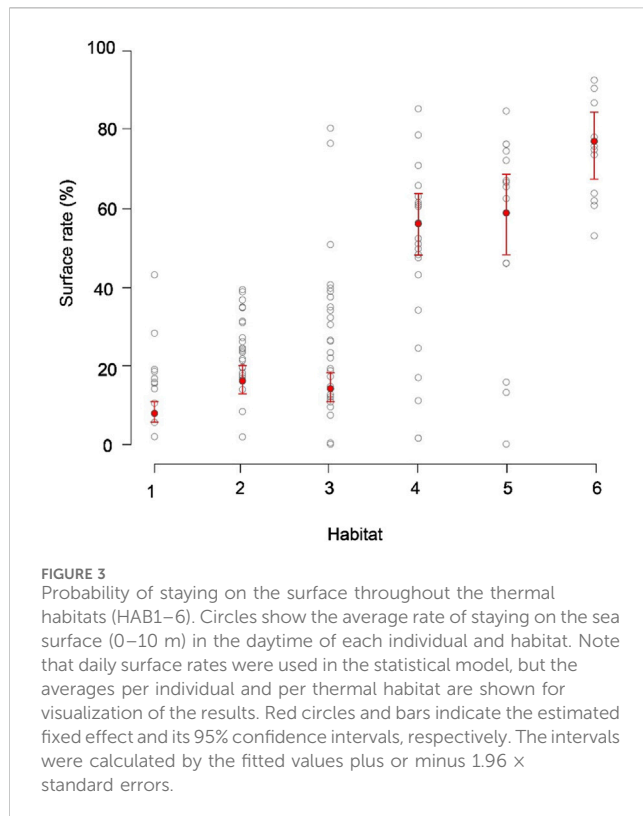 100
80
60
40
20
0
Surface rate (%)
1 2 3 4 5 6
Habitat
FIGURE 3
Probability of staying on the surface throughout the thermal
habitats (HAB1–6). Circles show the average rate of staying on the sea
surface (0–10 m) in the daytime of each individual and habitat. Note
that daily surface rates were used in the statistical model, but the
averages per individual and per thermal habitat are shown for
visualization of the results. Red circles and bars indicate the estimated
fixed effect and its 95% confidence intervals, respectively. The intervals
were calculated by the fitted values plus or minus 1.96 ×
standard errors.